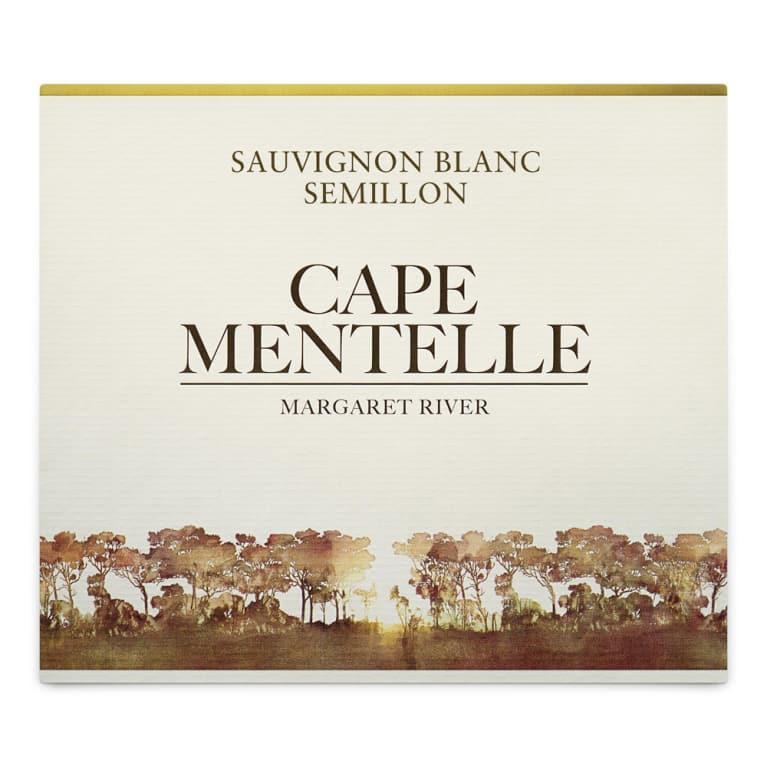 SAUVIGNON BLANC
SEMILLON
CAPE
MENTELLE
MARGARET RIVER